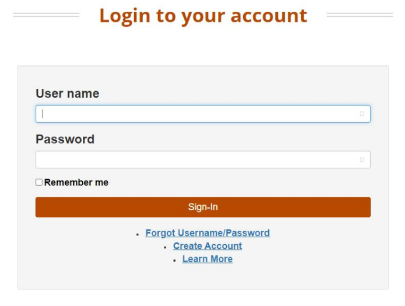 Login to your account
User name
Password
Remember me
Sign-In
Forgot Username/Password
Create Account
Learn More